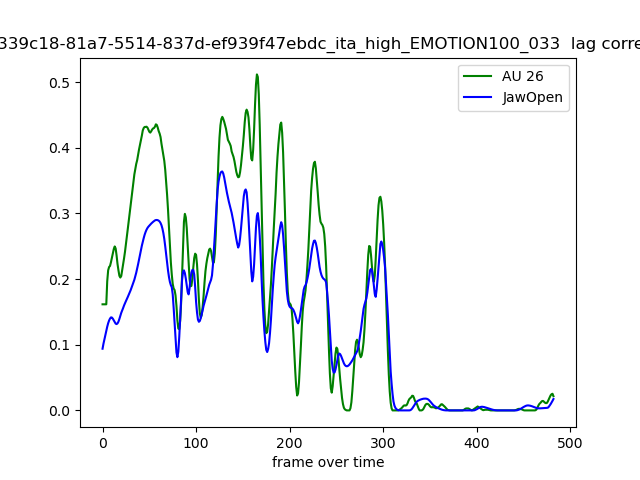 339c18-81a7-5514-837d-ef939f47ebdc_ita_high_EMOTION100_033 lag corre
AU 26
JawOpen
0.5
0.4
0.3
0.2
0.1
0.0
0 100 200 300 400 500
frame over time